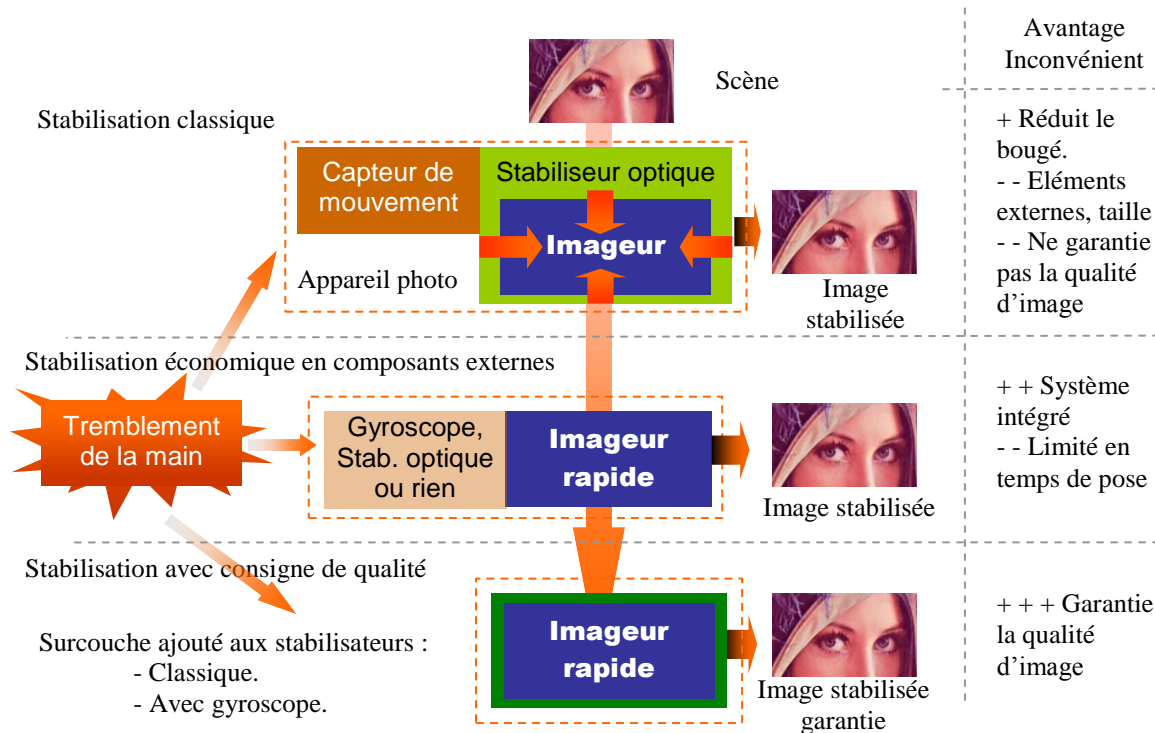 Avantage
Inconvénient
Scène
Stabilisation classique
Capteur de
mouvement
Stabiliseur optique
Imageur
Appareil photo
Image
stabilisée
+ Réduit le
bougé.
- - Eléments
externes, taille
- - Ne garantie
pas la qualité
d’image
Stabilisation économique en composants externes
Tremblement
de la main
Gyroscope,
Stab. optique
ou rien
Imageur
rapide
Image stabilisée
+ + Système
intégré
- - Limité en
temps de pose
Stabilisation avec consigne de qualité
Surcouche ajouté aux stabilisateurs :
- Classique.
- Avec gyroscope.
Imageur
rapide
Image stabilisée
garantie
+ + + Garantie
la qualité
d’image